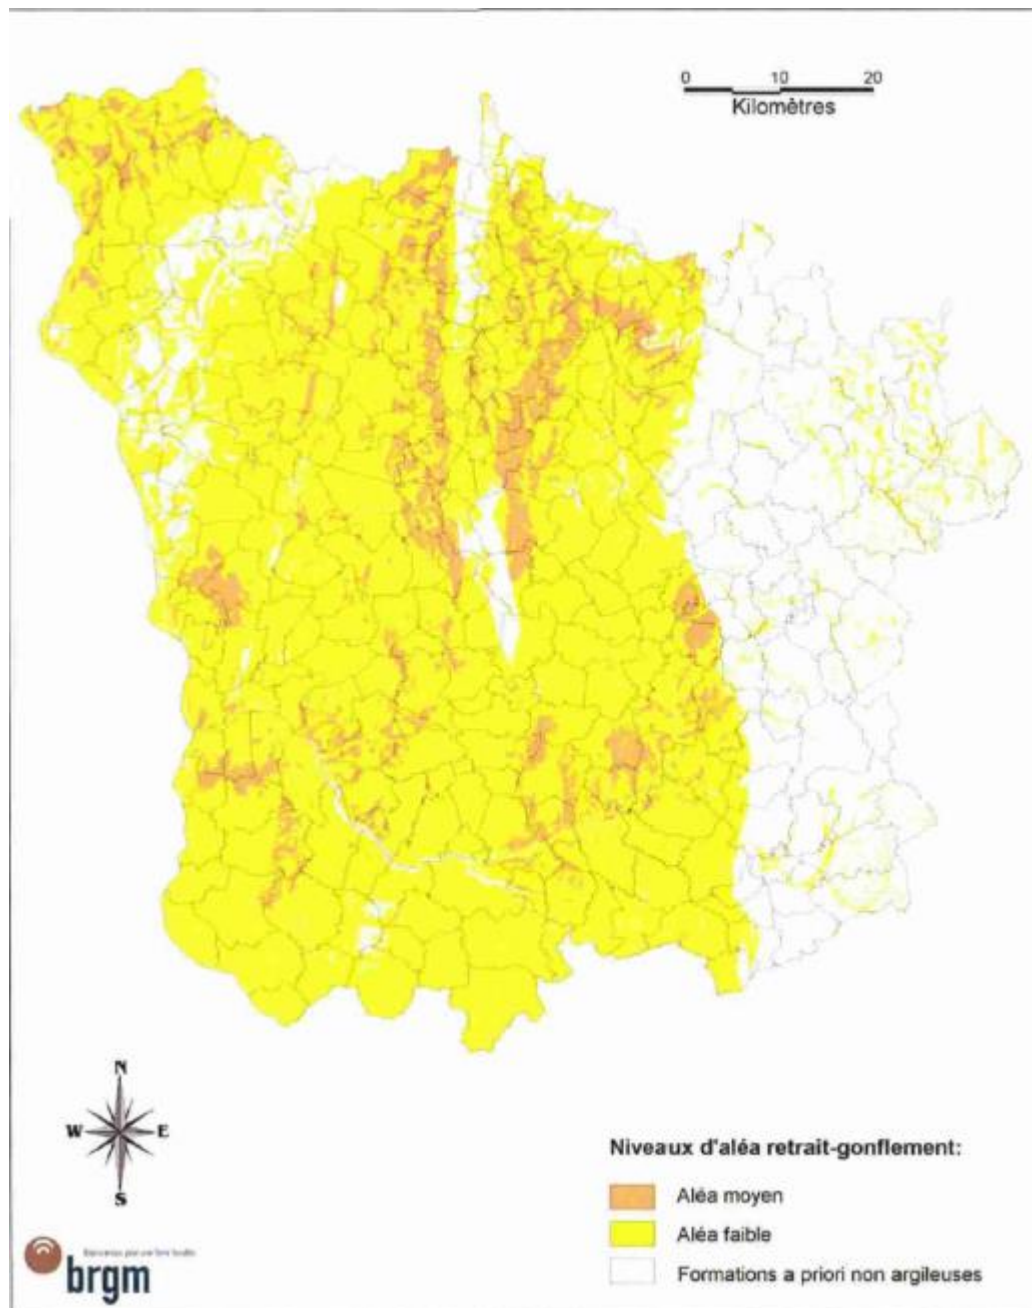 0 10 20
Kilomètres
N
W E
S
Niveaux d'aléa retrait-gonflement:
Aléa moyen
Aléa faible
Formations a priori non argileuses
brgm